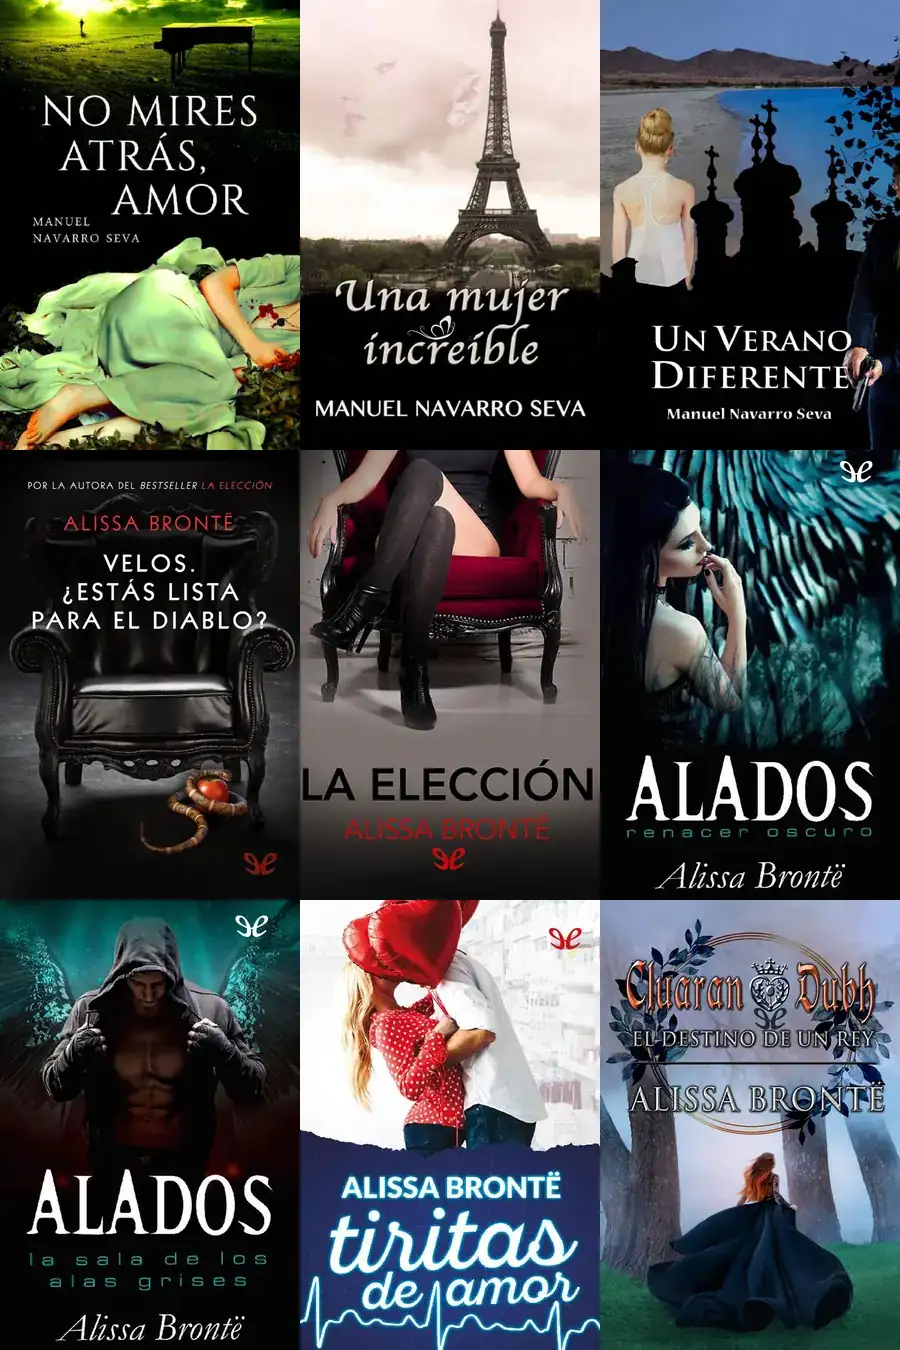 NO MIRES
ATRÁS,
AMOR
MANUEL
NAVARRO SEVA
Una mujer
increíble
MANUEL NAVARRO SEVA
UN VERANO
DIFERENTE
Manuel Navarro Seva
POR LA AUTORA DEL BESTSELLER LA ELECCIÓN
ALISSA BRONTË
VELOS.
¿ESTÁS LISTA
PARA EL DIABLO?
LA ELECCIÓN
ALISSA BRONTË
ALADOS
renacer oscuro
Alissa Brontë
ALADOS
la sala de los
alas grises
Alissa Brontë
ALISSA BRONTË
tiritas
de amor
Cluaran Dubh
EL DESTINO DE UN REY
ALISSA BRONTË